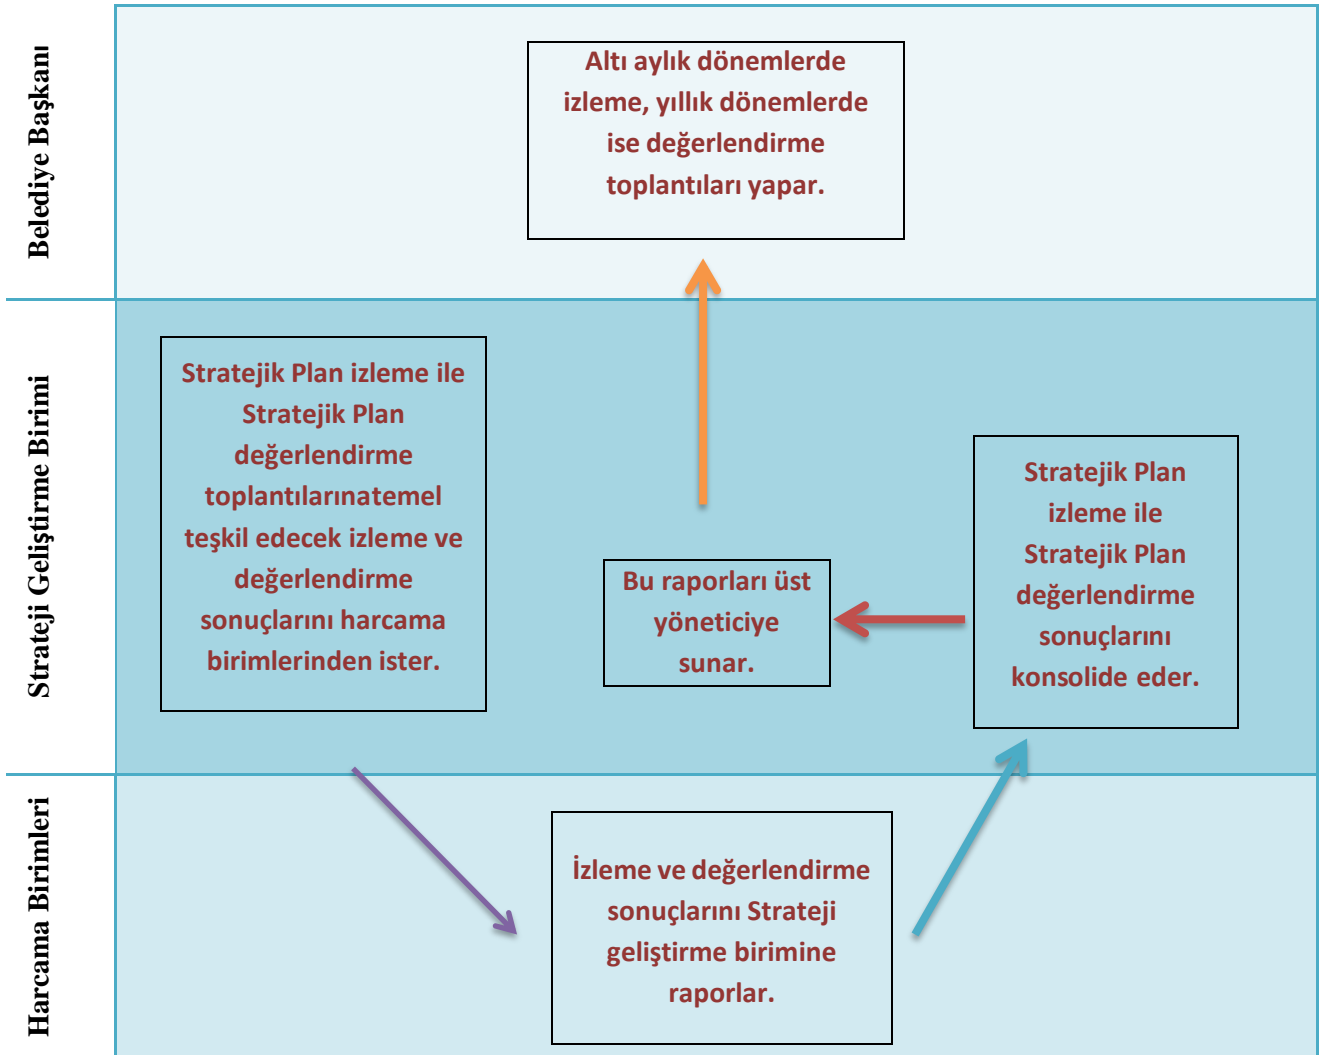 Belediye Başkanı
Altı aylık dönemlerde
izleme, yıllık dönemlerde
ise değerlendirme
toplantıları yapar.
Strateji Geliştirme Birimi
Stratejik Plan izleme ile
Stratejik Plan
değerlendirme
toplantılarınatemel
teşkil edecek izleme ve
değerlendirme
sonuçlarını harcama
birimlerinden ister.
Bu raporları üst
yöneticiye
sunar.
Stratejik Plan
izleme ile
Stratejik Plan
değerlendirme
sonuçlarını
konsolide eder.
Harcama Birimleri
İzleme ve değerlendirme
sonuçlarını Strateji
geliştirme birimine
raporlar.